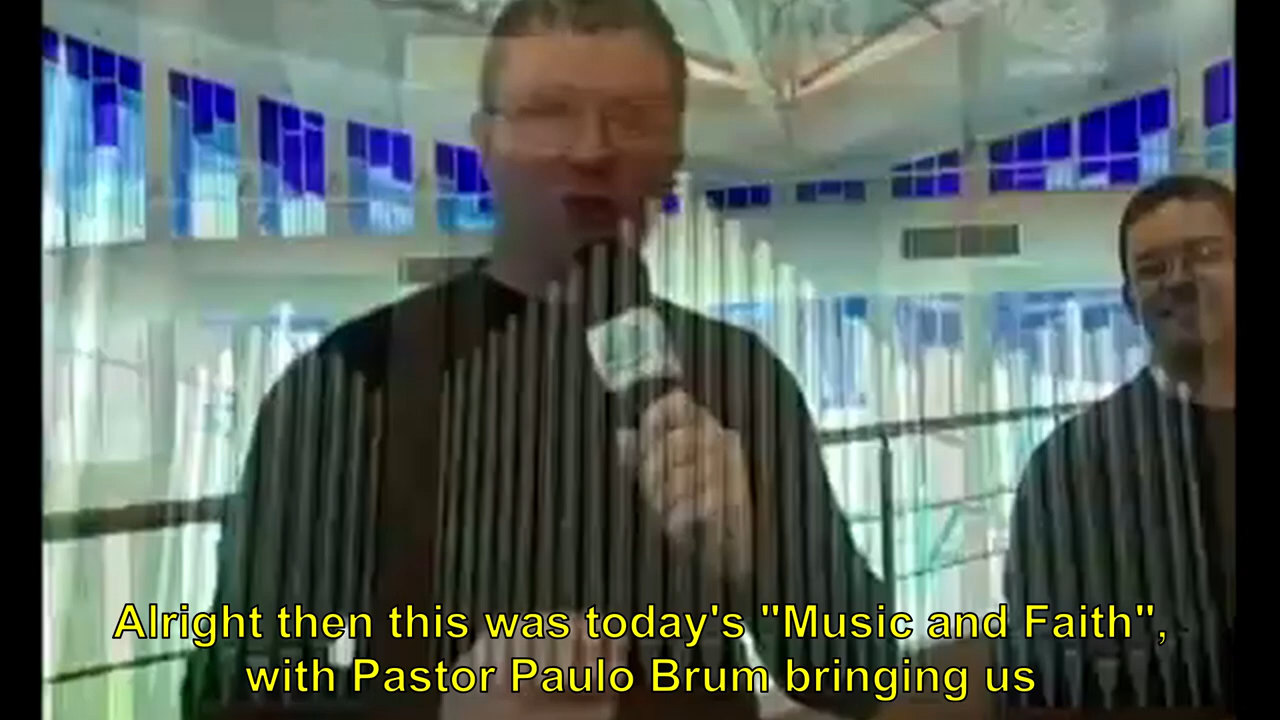 Alright then this was today's "Music and Faith",
with Pastor Paulo Brum bringing us